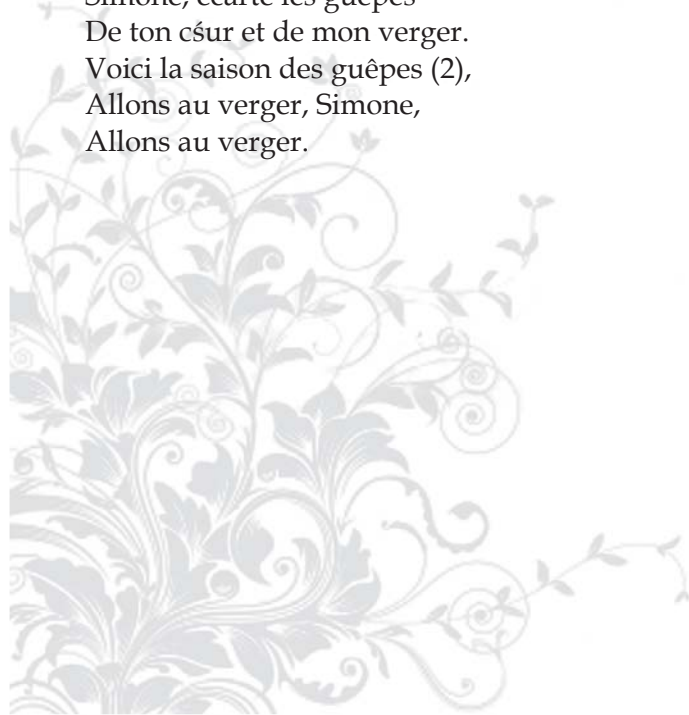 Simone, écarte les guêpes
De ton cśur et de mon verger.
Voici la saison des guêpes (2),
Allons au verger, Simone,
Allons au verger.